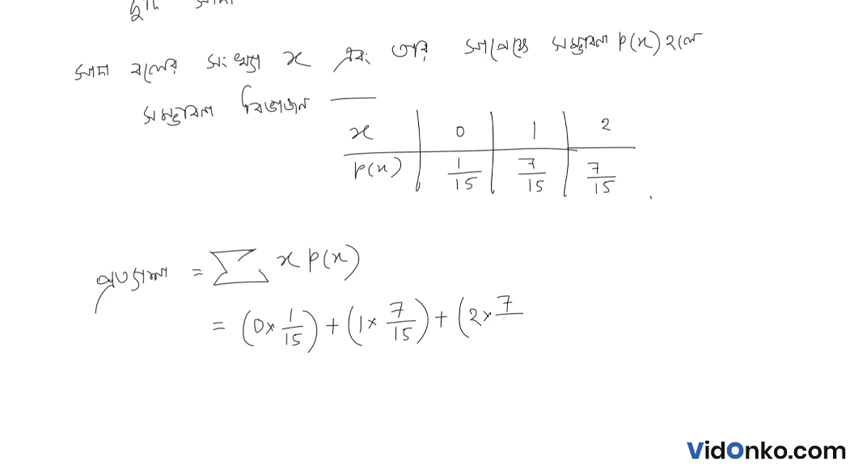 দুটি সাদা
সাদা বলের সংখ্যা x এবং তার সাপেক্ষে সম্ভাবনা P(x) হলে
সম্ভাবনা বিভাজন —
x 0 1 2
P(x) 1/15 7/15 7/15
প্রত্যাশা = ∑ x P(x)
= (0 × 1/15) + (1 × 7/15) + (2 × 7/
VidOnko.com